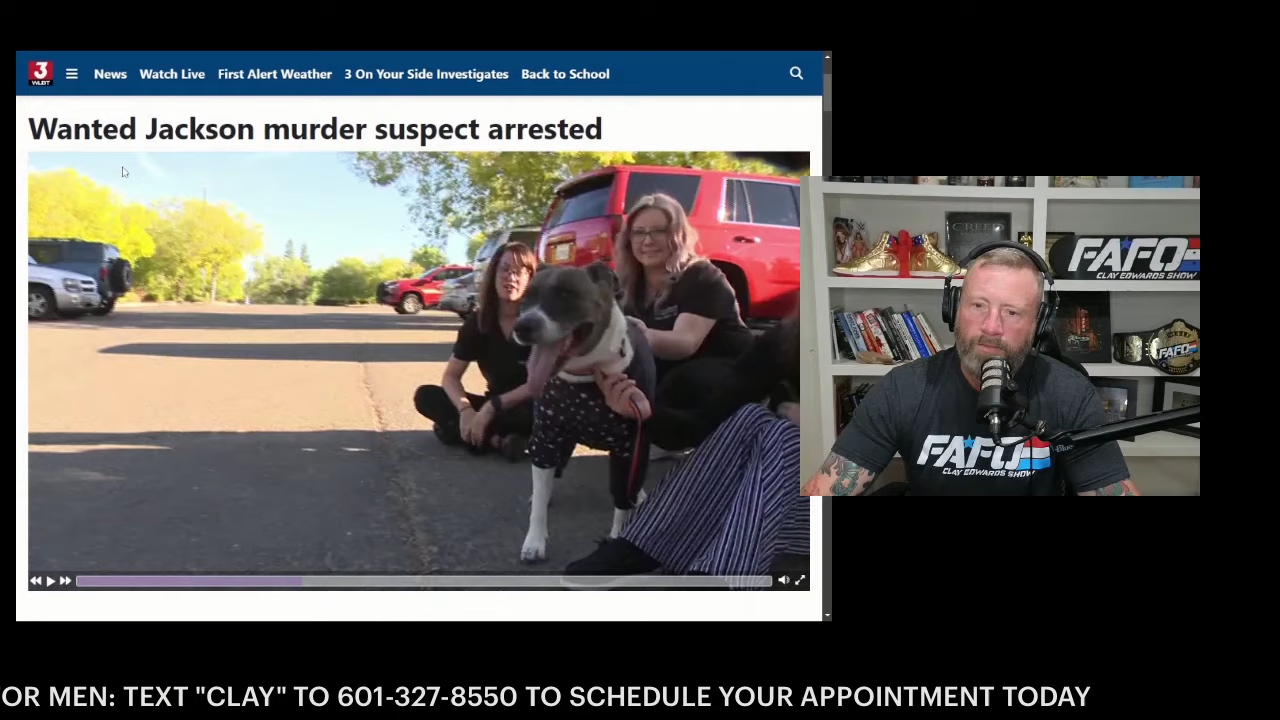 3
WLBT
News
Watch Live
First Alert Weather
3 On Your Side Investigates
Back to School
Wanted Jackson murder suspect arrested
CREED
FAFO
CLAY EDWARDS SHOW
FAFO
FAFO
CLAY EDWARDS SHOW
OR MEN: TEXT "CLAY" TO 601-327-8550 TO SCHEDULE YOUR APPOINTMENT TODAY